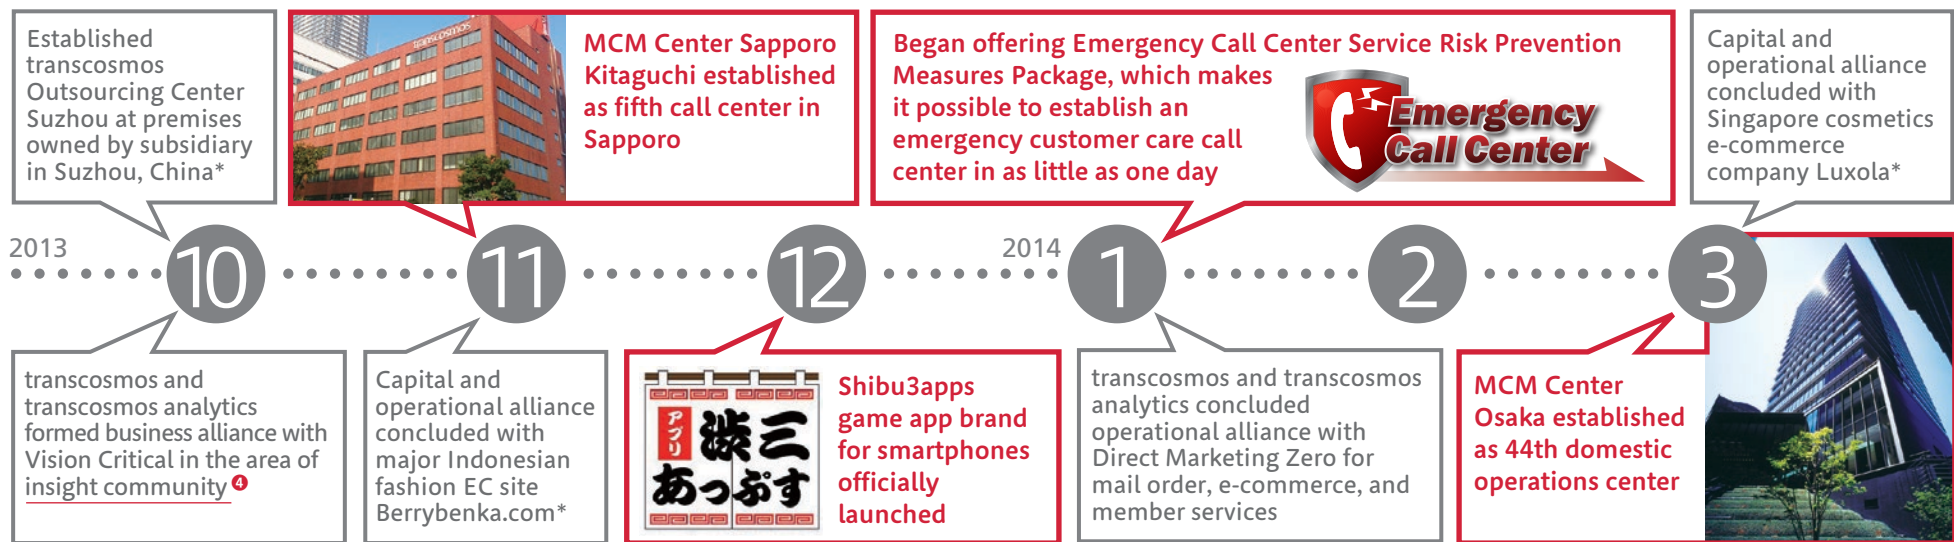 Established
transcosmos
Outsourcing Center
Suzhou at premises
owned by subsidiary
in Suzhou, China*
transcosmos
MCM Center Sapporo
Kitaguchi established
as fifth call center in
Sapporo
Began offering Emergency Call Center Service Risk Prevention
Measures Package, which makes
it possible to establish an
emergency customer care call
center in as little as one day
Emergency
Call Center
Capital and
operational alliance
concluded with
Singapore cosmetics
e-commerce
company Luxola*
2013
10
11
12
2014
1
2
3
transcosmos and
transcosmos analytics
formed business alliance with
Vision Critical in the area of
insight community 4
Capital and
operational alliance
concluded with
major Indonesian
fashion EC site
Berrybenka.com*
アプリ
渋三
あっぷす
Shibu3apps
game app brand
for smartphones
officially
launched
transcosmos and transcosmos
analytics concluded
operational alliance with
Direct Marketing Zero for
mail order, e-commerce, and
member services
MCM Center
Osaka established
as 44th domestic
operations center